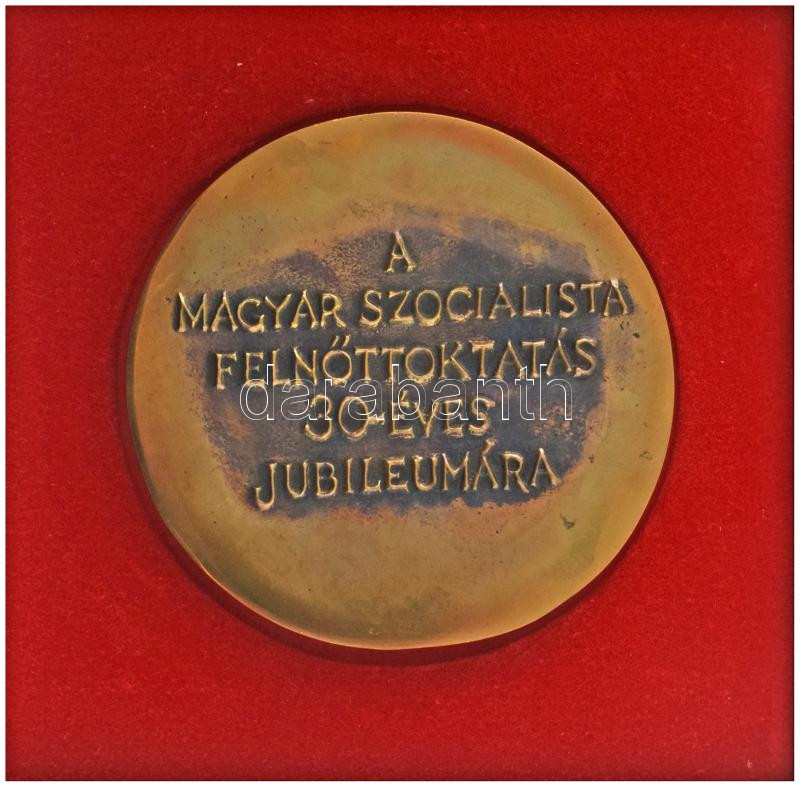 A
MAGYAR SZOCIALISTA
FELNŐTTOKTATÁS
darabanth
30-ÉVES
JUBILEUMÁRA